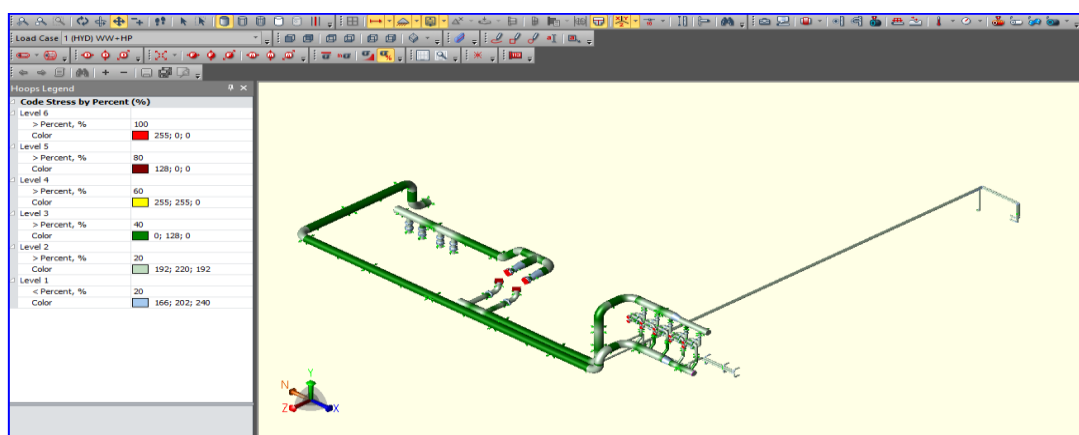 Load Case 1 (HYD) WW+HP
Hoops Legend
Code Stress by Percent (%)
Level 6
> Percent, % 100
Color 255; 0; 0
Level 5
> Percent, % 80
Color 128; 0; 0
Level 4
> Percent, % 60
Color 255; 255; 0
Level 3
> Percent, % 40
Color 0; 128; 0
Level 2
> Percent, % 20
Color 192; 220; 192
Level 1
< Percent, % 20
Color 166; 202; 240
Y
N
Z
X